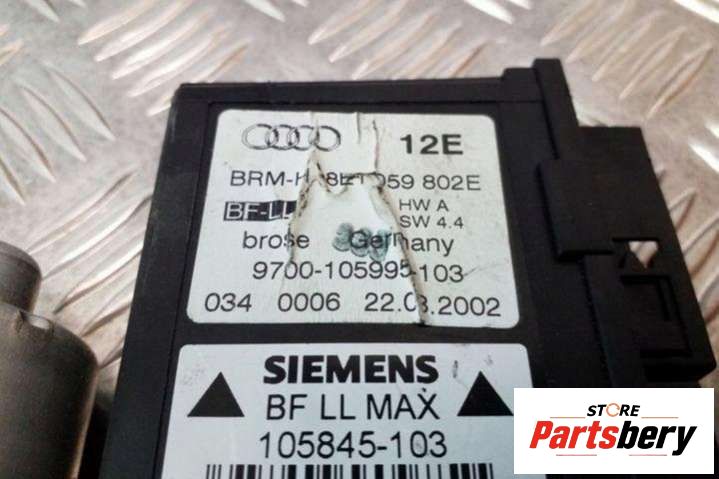 12E
BRM-H 8E1 959 802E
BF-LL HW A
SW 4.4
brose Germany
9700-105995-103
034 0006 22.03.2002
SIEMENS
BF LL MAX
105845-103
STORE
Partsbery